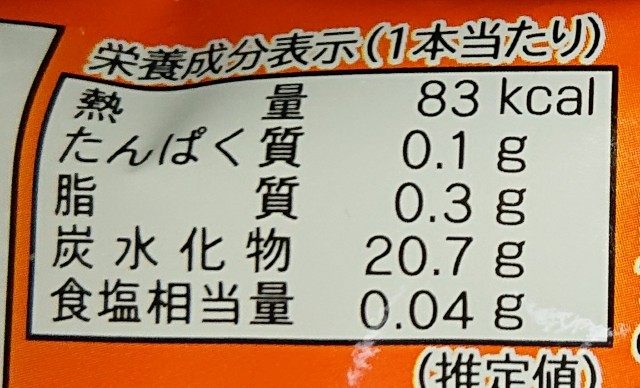 栄養成分表示(1本当たり)
熱量 83 kcal
たんぱく質 0.1 g
脂質 0.3 g
炭水化物 20.7 g
食塩相当量 0.04 g
(推定値)